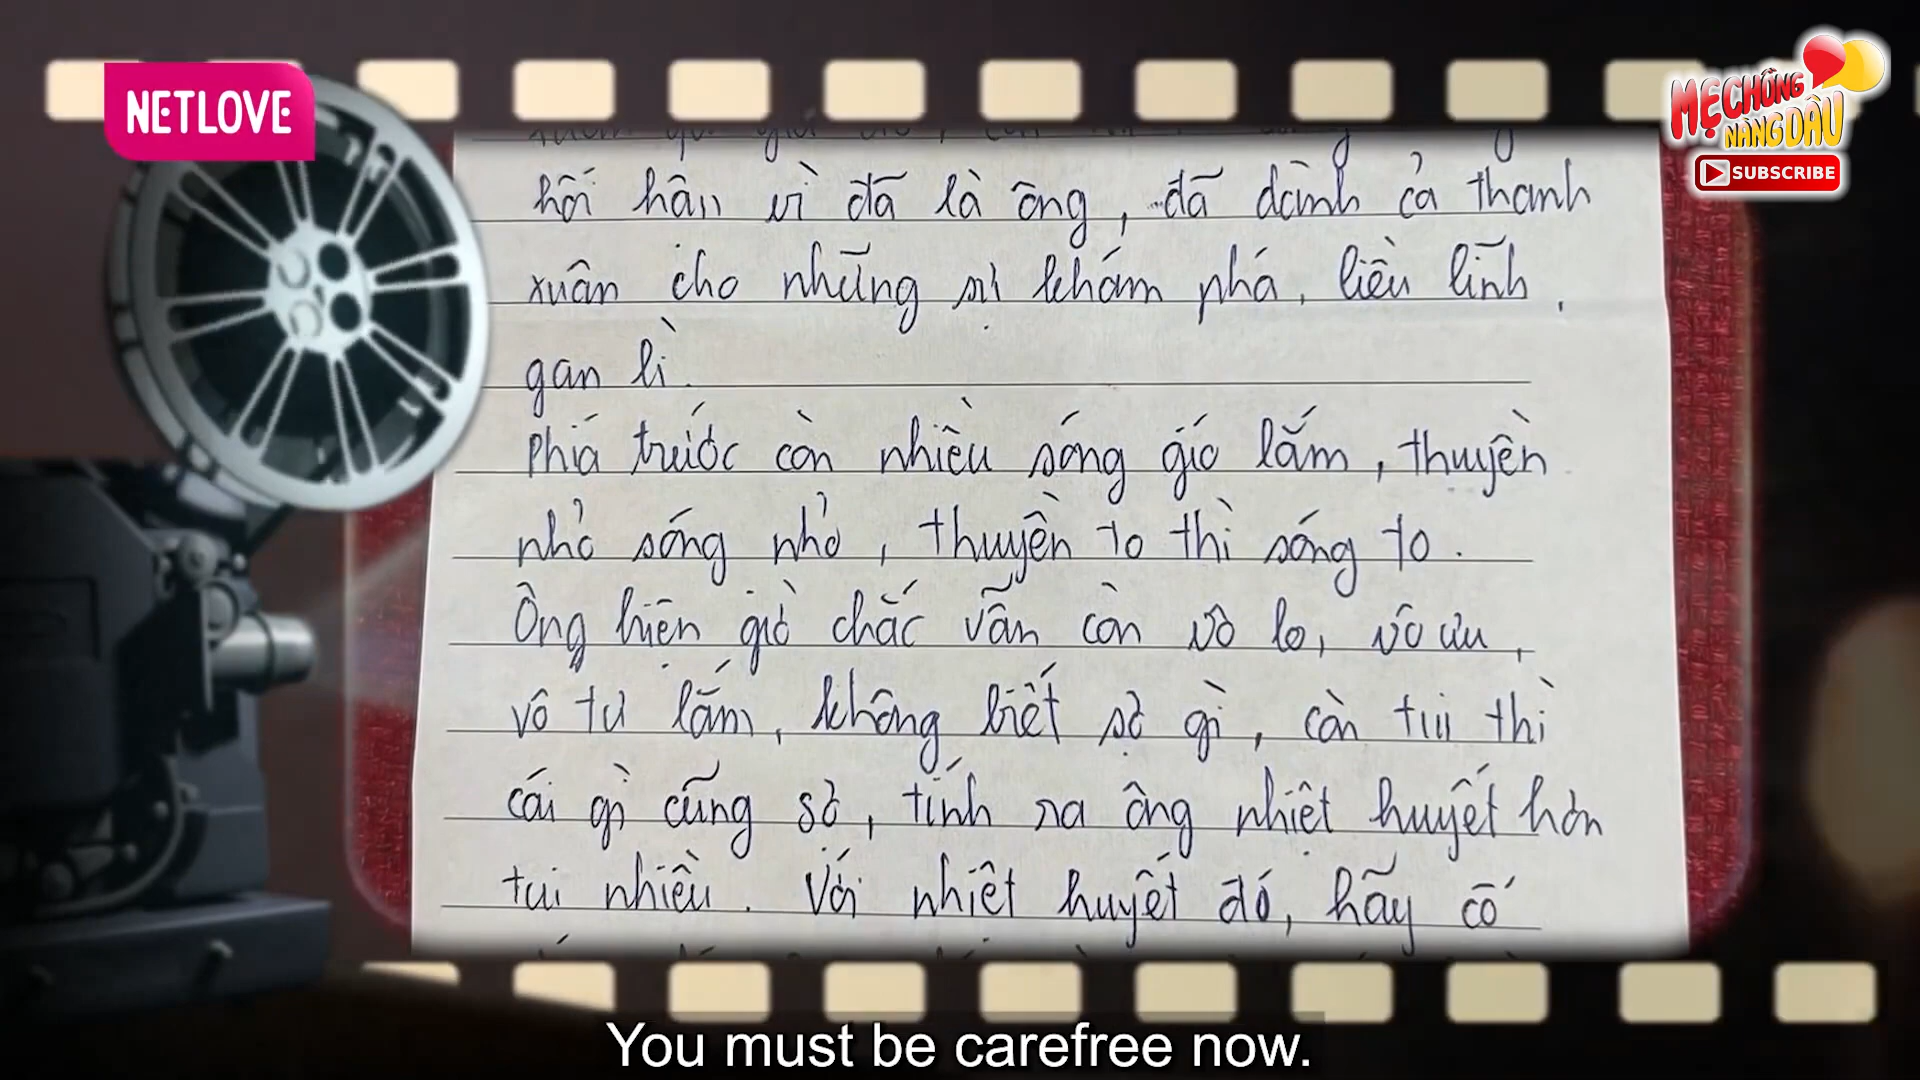 NETLOVE
MẸ CHỒNG
NÀNG DÂU
SUBSCRIBE
hối hận vì đã là ông, đã dành cả thanh
xuân cho những sự khám phá, liều lĩnh,
gan lì.
Phía trước còn nhiều sóng gió lắm, thuyền
nhỏ sóng nhỏ, thuyền to thì sóng to.
Ông hiện giờ chắc vẫn còn vô lo, vô ưu,
vô tư lắm, không biết sợ gì, còn tui thì
cái gì cũng sợ, tính ra ông nhiệt huyết hơn
tui nhiều. Với nhiệt huyết đó, hãy cố
You must be carefree now.